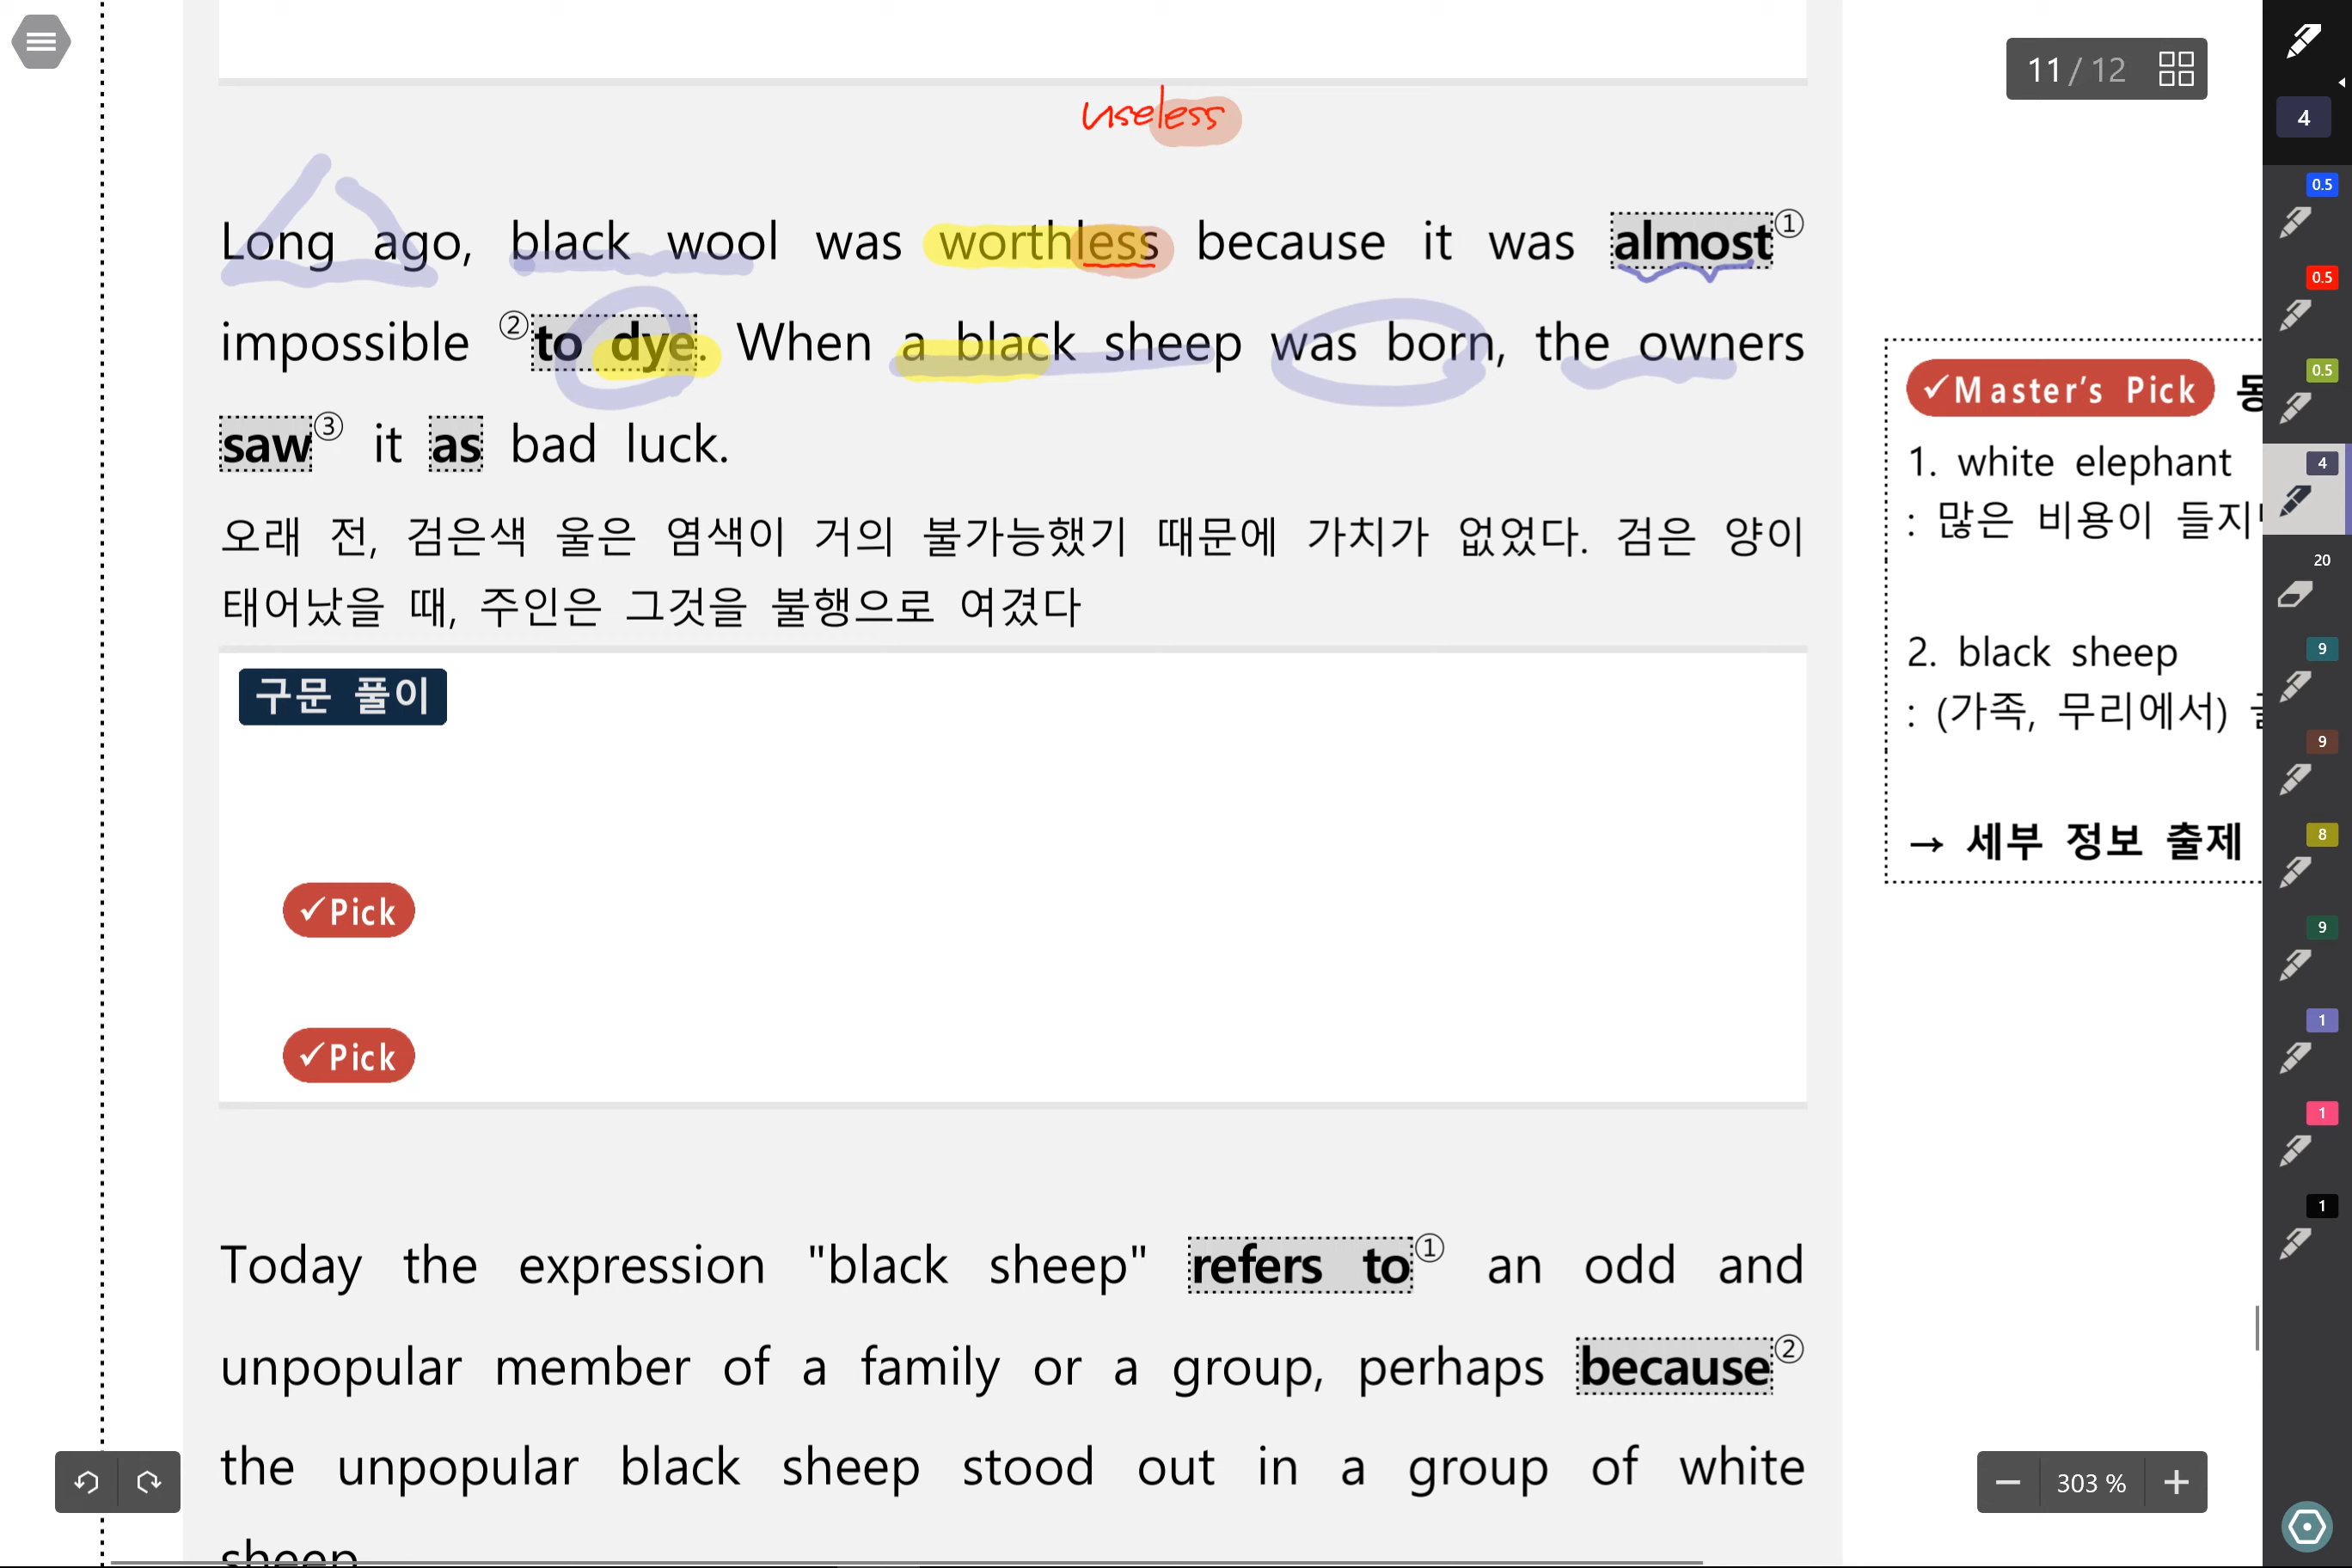 11 / 12
useless
Long ago, black wool was worthless because it was almost①
impossible ②to dye. When a black sheep was born, the owners
saw③ it as bad luck.
오래 전, 검은색 울은 염색이 거의 불가능했기 때문에 가치가 없었다. 검은 양이
태어났을 때, 주인은 그것을 불행으로 여겼다
구문 풀이
✓Pick
✓Pick
Today the expression "black sheep" refers to① an odd and
unpopular member of a family or a group, perhaps because②
the unpopular black sheep stood out in a group of white
sheep
✓Master's Pick
1. white elephant
: 많은 비용이 들지
2. black sheep
: (가족, 무리에서)
→ 세부 정보 출제
303 %
4
0.5
0.5
0.5
4
20
9
9
8
9
1
1
1